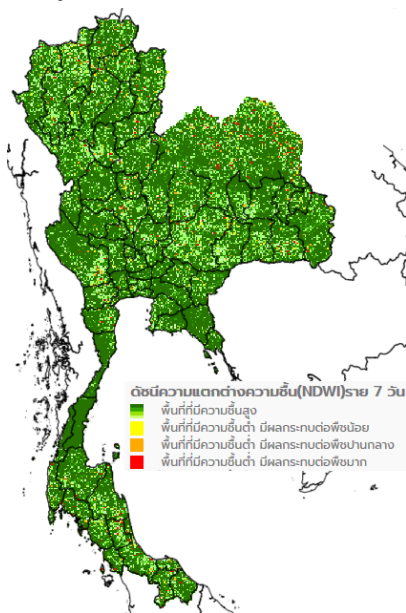 ดัชนีความแตกต่างความชื้น(NDWI)ราย 7 วัน
พื้นที่ที่มีความชื้นสูง
พื้นที่ที่มีความชื้นต่ำ มีผลกระทบต่อพืชน้อย
พื้นที่ที่มีความชื้นต่ำ มีผลกระทบต่อพืชปานกลาง
พื้นที่ที่มีความชื้นต่ำ มีผลกระทบต่อพืชมาก